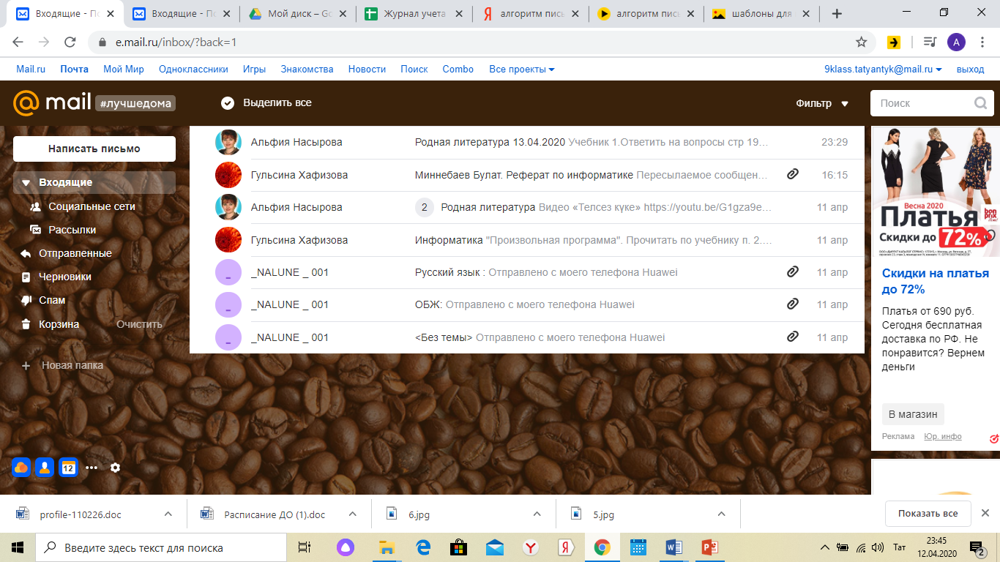 Входящие - По
Входящие - По
Мой диск – Go
Журнал учета
алгоритм пись
алгоритм пись
шаблоны для
e.mail.ru/inbox/?back=1
A
Mail.ru Почта Мой Мир Одноклассники Игры Знакомства Новости Поиск Combo Все проекты
9klass.tatyantyk@mail.ru выход
@mail #лучшедома
Выделить все
Фильтр
Поиск
Написать письмо
Входящие
Социальные сети
Рассылки
Отправленные
Черновики
Спам
Корзина Очистить
Новая папка
12
Альфия Насырова Родная литература 13.04.2020 Учебник 1.Ответить на вопросы стр 19... 23:29
Гульсина Хафизова Миннебаев Булат. Реферат по информатике Пересылаемое сообщен... 16:15
Альфия Насырова 2 Родная литература Видео «Телсез күке» https://youtu.be/G1gza9e... 11 апр
Гульсина Хафизова Информатика "Произвольная программа". Прочитать по учебнику п. 2.... 11 апр
_NALUNE _ 001 Русский язык : Отправлено с моего телефона Huawei 11 апр
_NALUNE _ 001 ОБЖ: Отправлено с моего телефона Huawei 11 апр
_NALUNE _ 001 <Без темы> Отправлено с моего телефона Huawei 11 апр
Весна 2020
Платья
bon prix
Скидки до 72%
Скидки на платья
до 72%
Платья от 690 руб.
Сегодня бесплатная
доставка по РФ. Не
понравится? Вернем
деньги
В магазин
Реклама Юр. инфо
profile-110226.doc
Расписание ДО (1).doc
6.jpg
5.jpg
Показать все
Введите здесь текст для поиска
Тат
23:45
12.04.2020
2